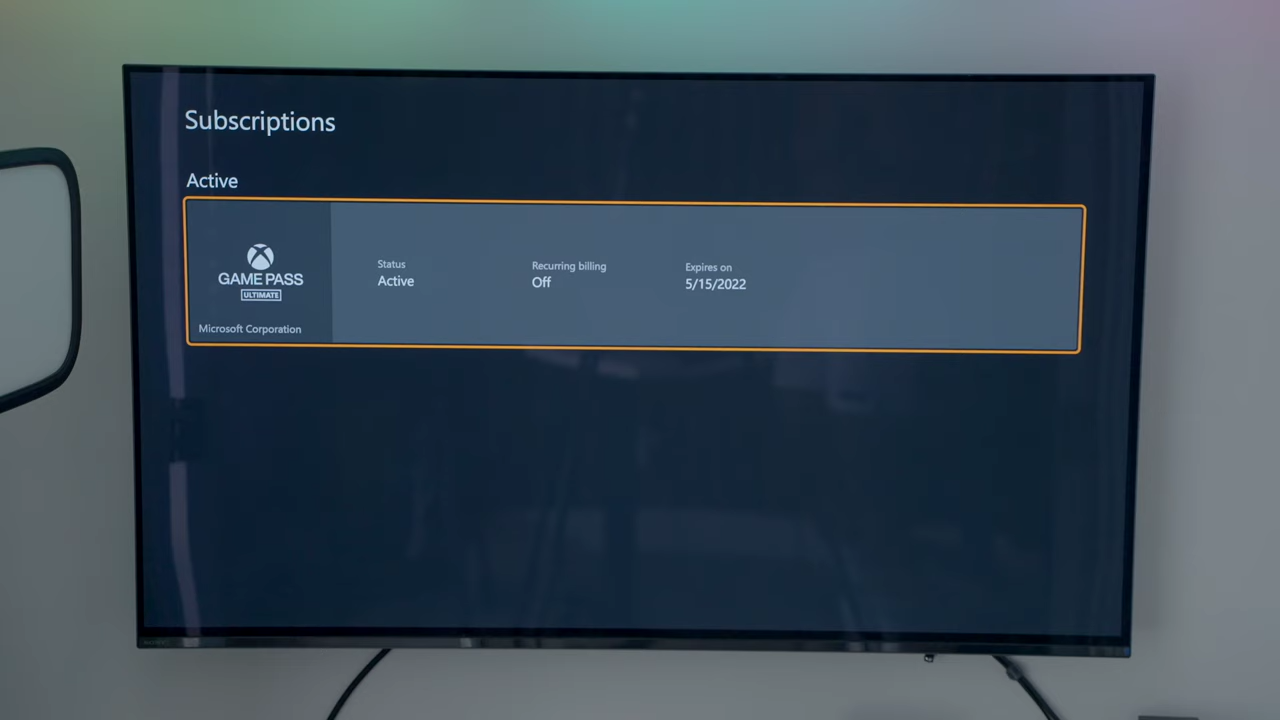 Subscriptions
Active
GAME PASS
ULTIMATE
Microsoft Corporation
Status
Active
Recurring billing
Off
Expires on
5/15/2022